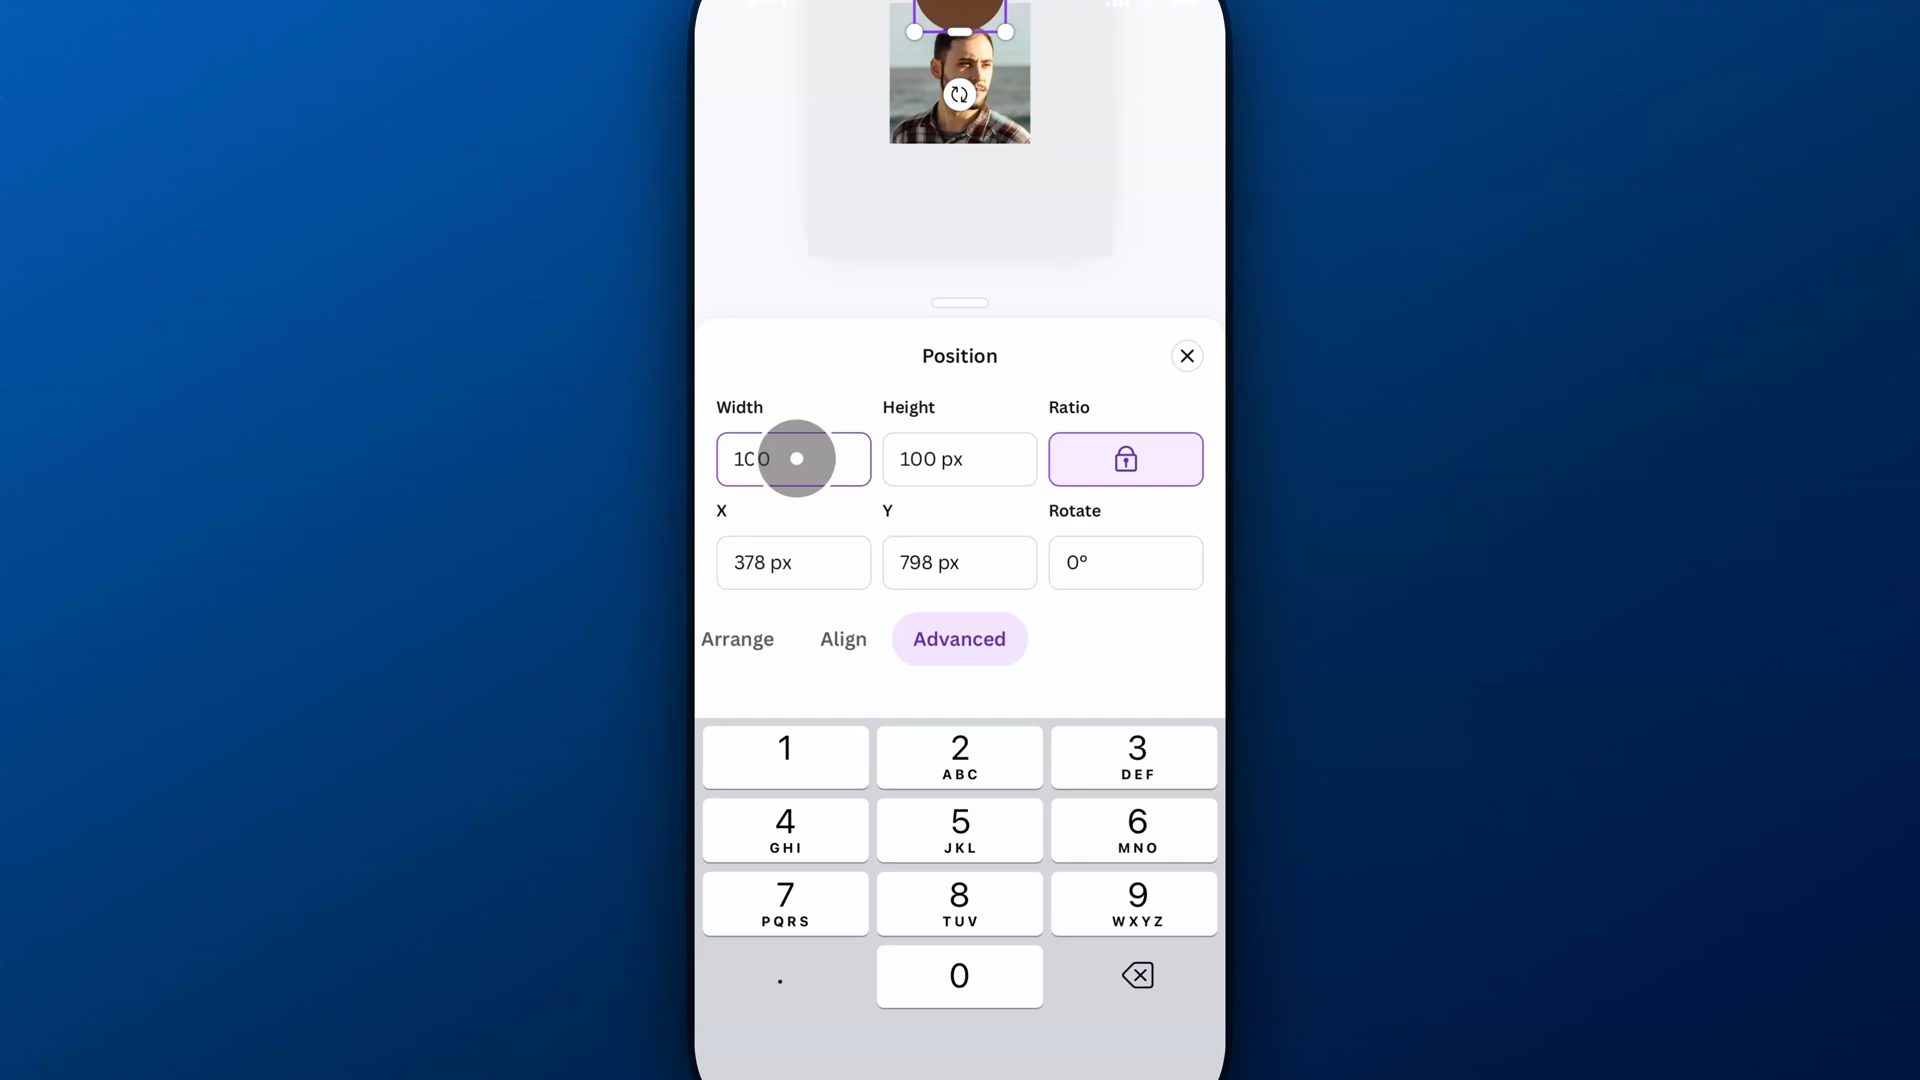 Position
Width
Height
Ratio
100
100 px
X
Y
Rotate
378 px
798 px
0°
Arrange
Align
Advanced
1
2
3
ABC
DEF
4
5
6
GHI
JKL
MNO
7
8
9
PQRS
TUV
WXYZ
.
0